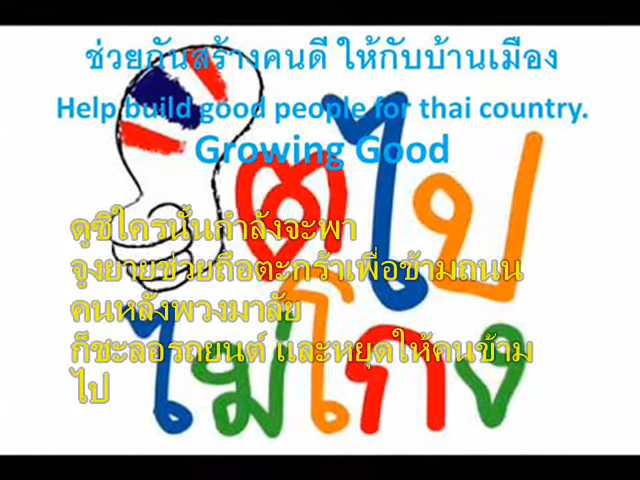 ช่วยกันสร้างคนดี ให้กับบ้านเมือง
Help build good people for thai country.
Growing Good
ดูซิใครนั้นกำลังจะพา
จูงยายช่วยถือตะกร้าเพื่อข้ามถนน
คนหลังพวงมาลัย
ก็ชะลอรถยนต์ และหยุดให้คนข้าม
ไป
โตไป
ไม่โกง